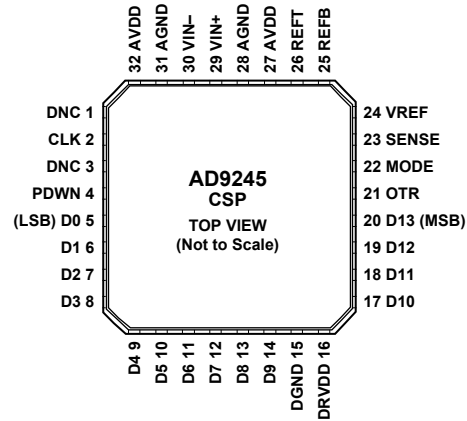 32 AVDD
31 AGND
30 VIN–
29 VIN+
28 AGND
27 AVDD
26 REFT
25 REFB
DNC 1
CLK 2
DNC 3
PDWN 4
(LSB) D0 5
D1 6
D2 7
D3 8
AD9245
CSP
TOP VIEW
(Not to Scale)
24 VREF
23 SENSE
22 MODE
21 OTR
20 D13 (MSB)
19 D12
18 D11
17 D10
D4 9
D5 10
D6 11
D7 12
D8 13
D9 14
DGND 15
DRVDD 16